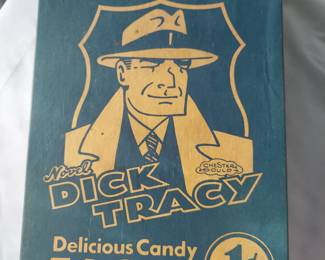 Novel
CHESTER
GOULD
DICK
TRACY
Delicious Candy
1¢